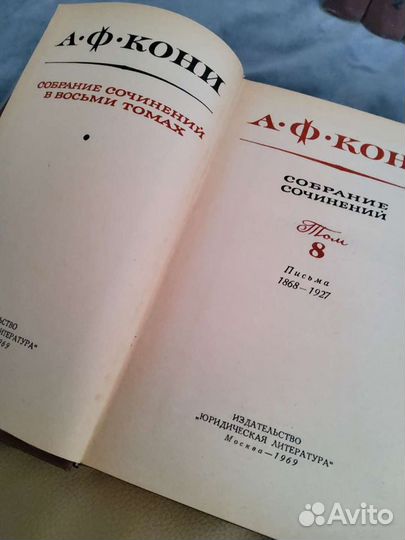 А·Ф·КОНИ
СОБРАНИЕ СОЧИНЕНИЙ
В ВОСЬМИ ТОМАХ
ЛИТЕРАТУРА"
А·Ф·КОН
СОБРАНИЕ
СОЧИНЕНИЙ
Том
8
Письма
1868—1927
ИЗДАТЕЛЬСТВО
"ЮРИДИЧЕСКАЯ ЛИТЕРАТУРА"
Москва—1969
Avito